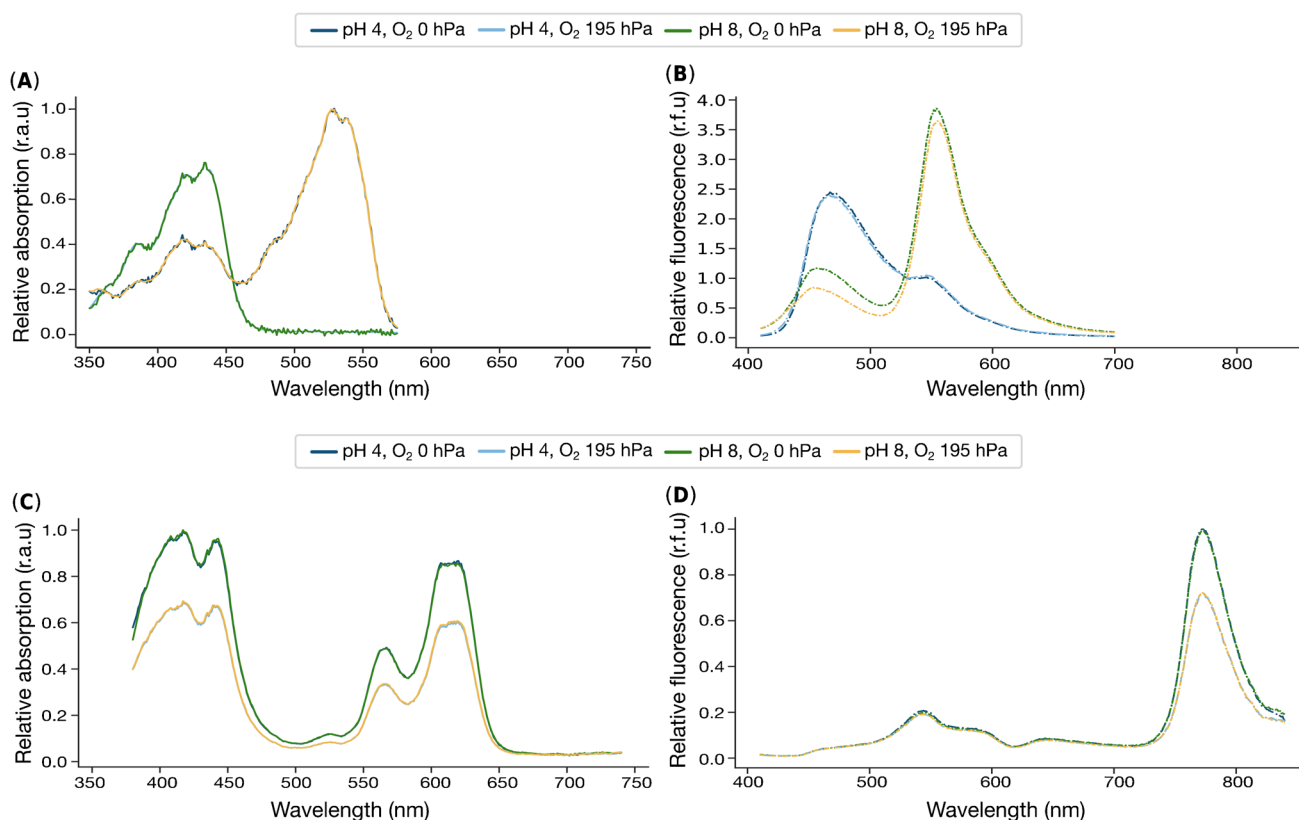 pH 4, O₂ 0 hPa pH 4, O₂ 195 hPa pH 8, O₂ 0 hPa pH 8, O₂ 195 hPa
(A)
Relative absorption (r.a.u)
1.0
0.8
0.6
0.4
0.2
0.0
350 400 450 500 550 600 650 700 750
Wavelength (nm)
(B)
Relative fluorescence (r.f.u)
4.0
3.5
3.0
2.5
2.0
1.5
1.0
0.5
0.0
400 500 600 700 800
Wavelength (nm)
pH 4, O₂ 0 hPa pH 4, O₂ 195 hPa pH 8, O₂ 0 hPa pH 8, O₂ 195 hPa
(C)
Relative absorption (r.a.u)
1.0
0.8
0.6
0.4
0.2
0.0
350 400 450 500 550 600 650 700 750
Wavelength (nm)
(D)
Relative fluorescence (r.f.u)
1.0
0.8
0.6
0.4
0.2
0.0
400 500 600 700 800
Wavelength (nm)